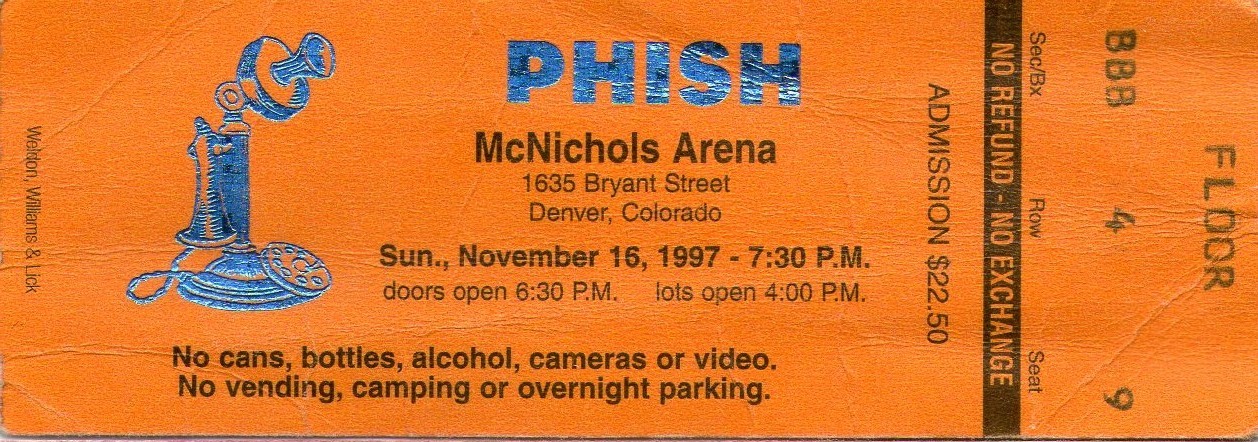 PHISH
McNichols Arena
1635 Bryant Street
Denver, Colorado
Sun., November 16, 1997 - 7:30 P.M.
doors open 6:30 P.M. lots open 4:00 P.M.
No cans, bottles, alcohol, cameras or video.
No vending, camping or overnight parking.
Weldon, Williams & Lick
ADMISSION $22.50
NO REFUND - NO EXCHANGE
Sec/Bx Row Seat
BBB 4 9
FLOOR